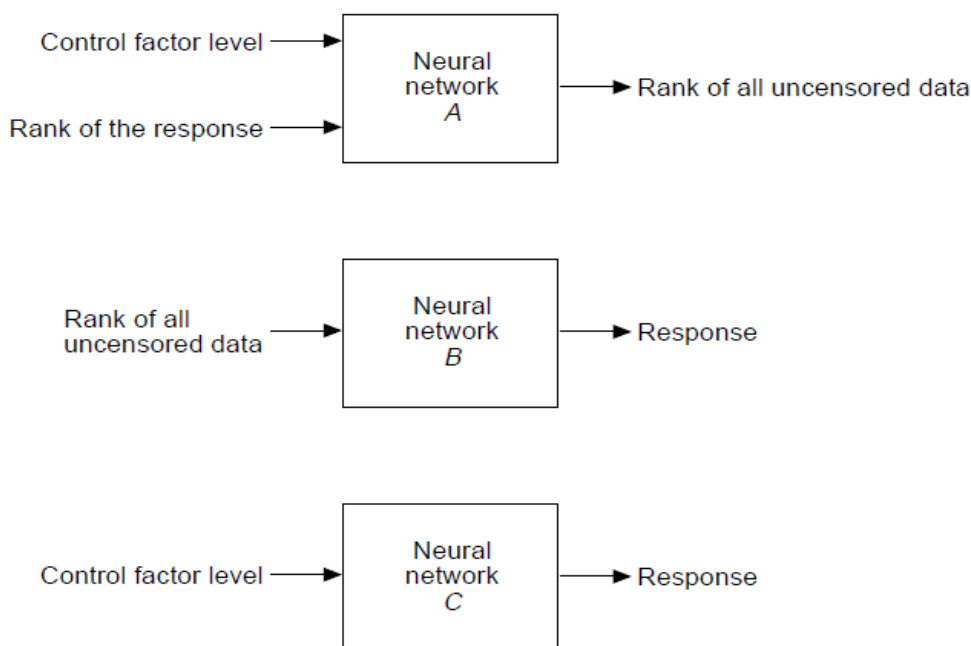 Control factor level
Rank of the response
Neural
network
A
Rank of all uncensored data
Rank of all
uncensored data
Neural
network
B
Response
Control factor level
Neural
network
C
Response